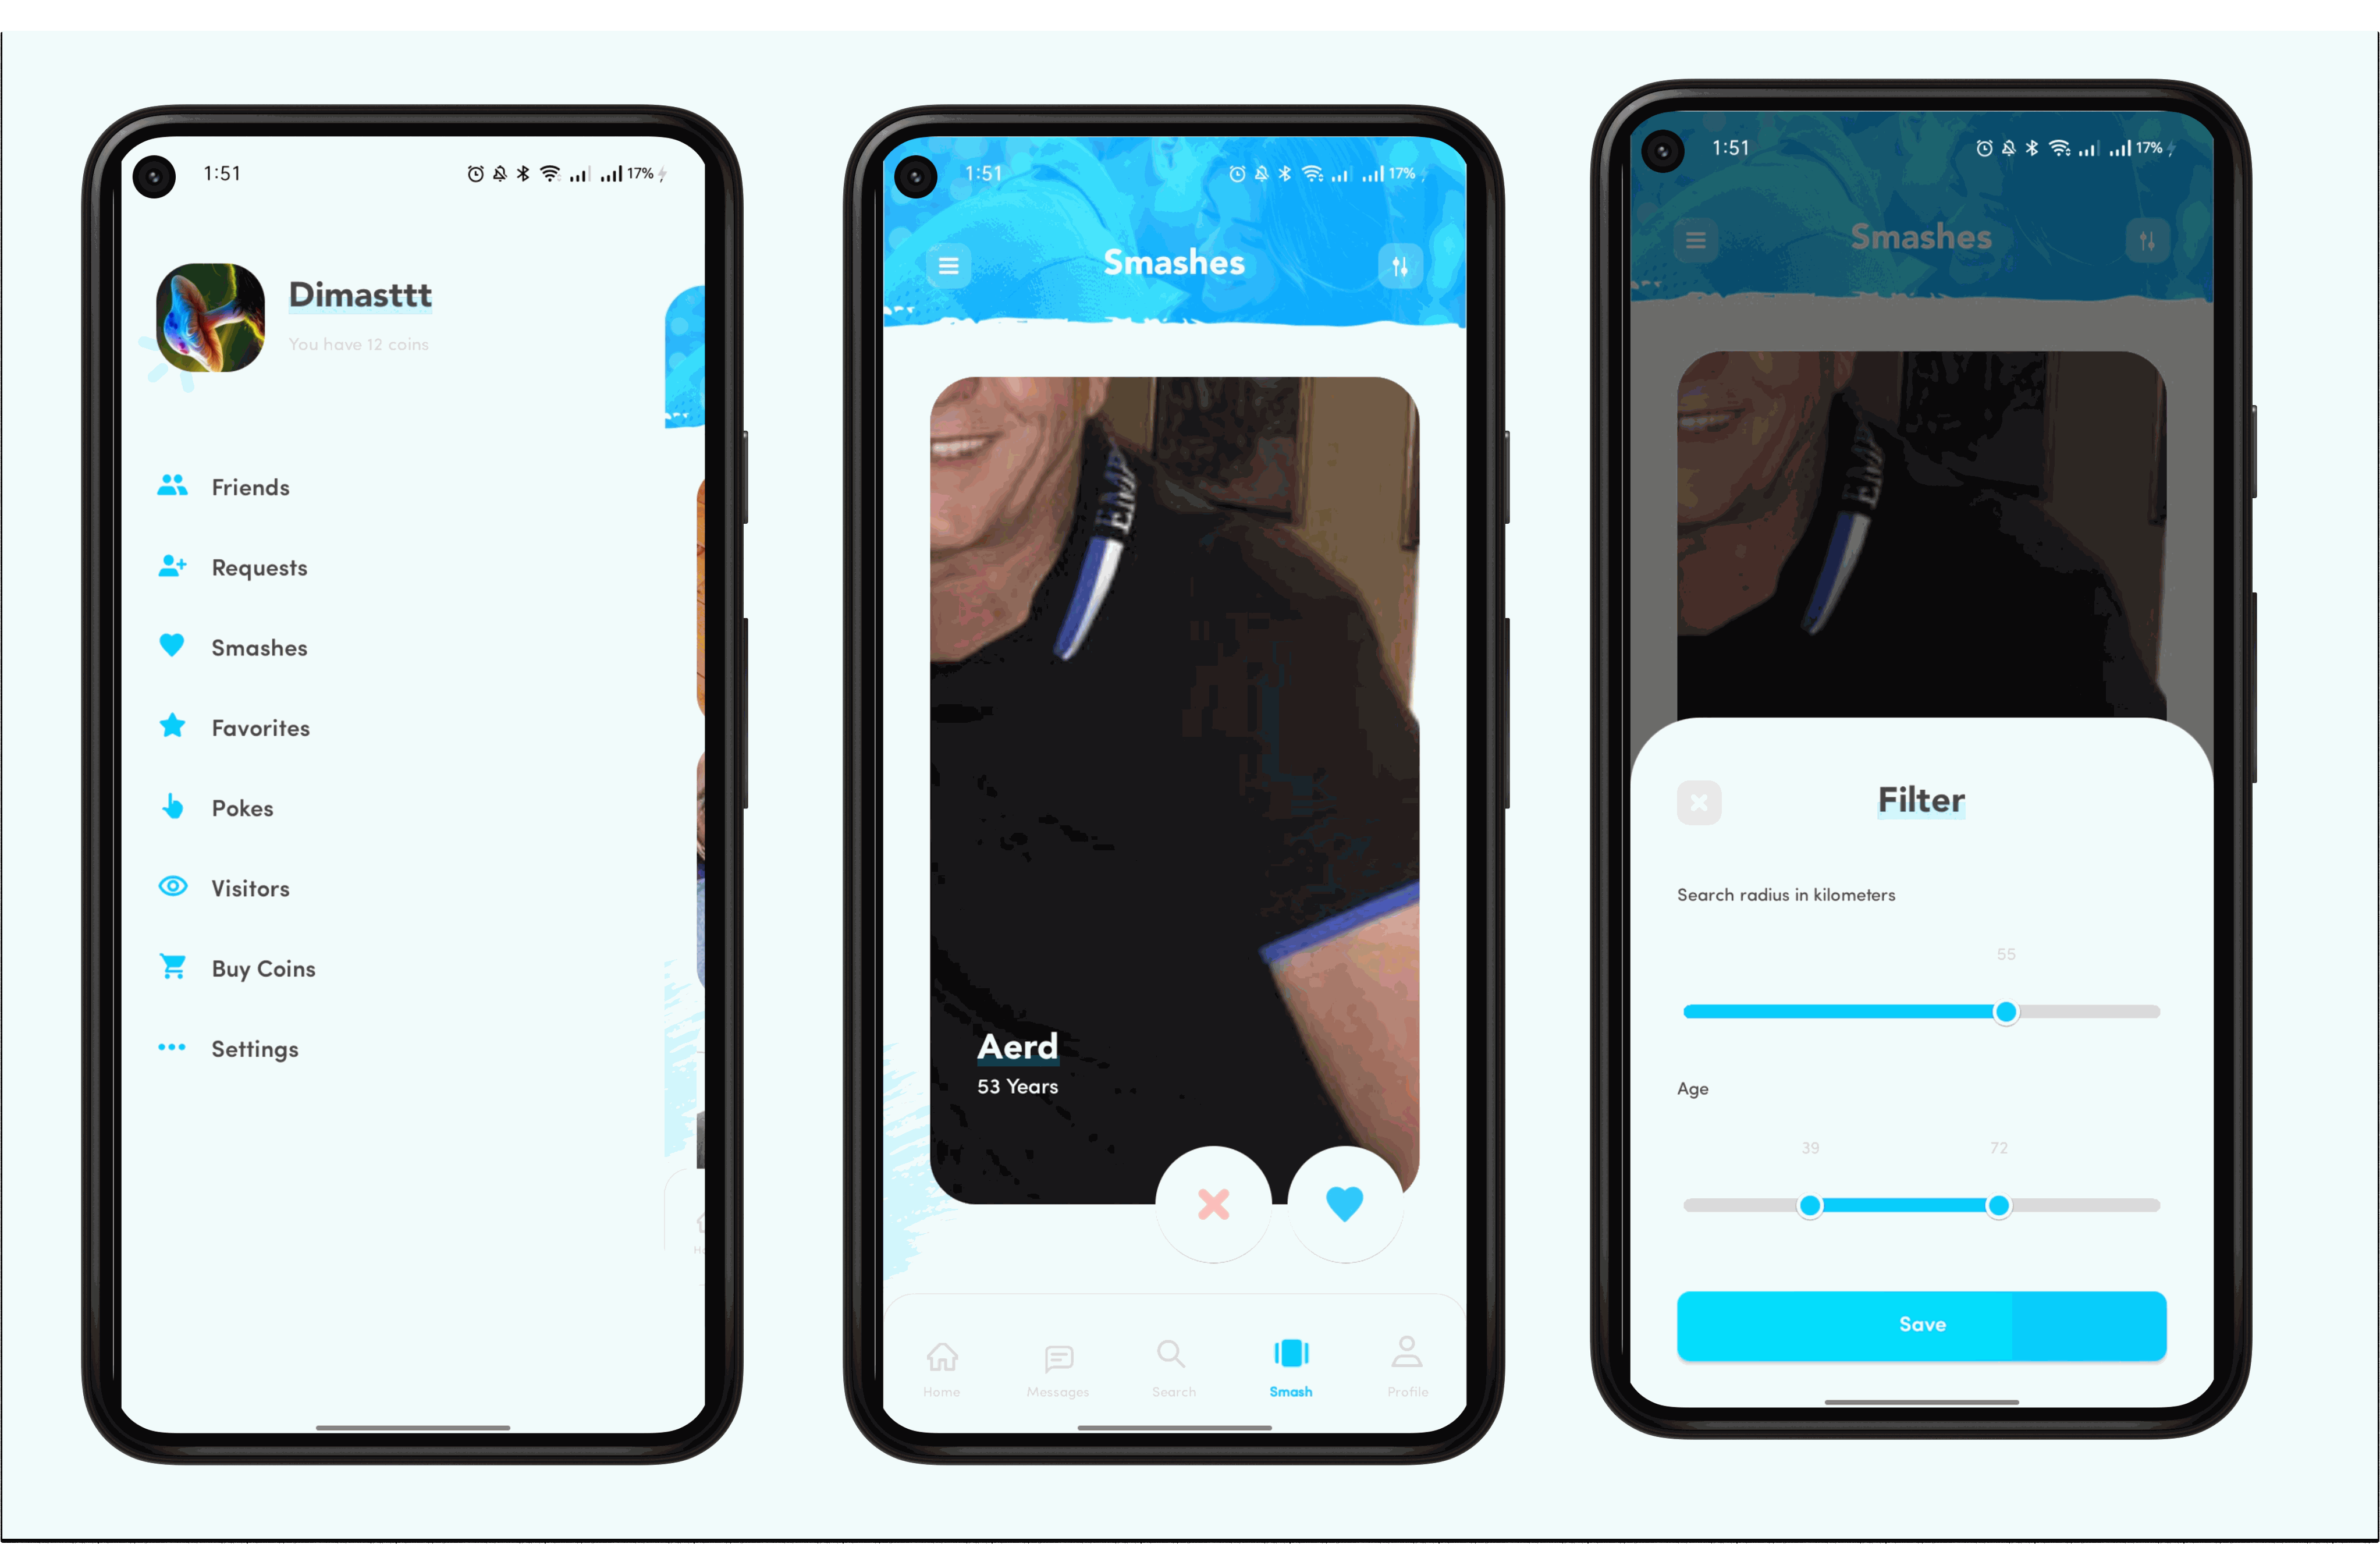 1:51
17%
Dimasttt
You have 12 coins
Friends
Requests
Smashes
Favorites
Pokes
Visitors
Buy Coins
Settings
1:51
17%
Smashes
EMP
Aerd
53 Years
Home
Messages
Search
Smash
Profile
1:51
17%
Smashes
EMP
Filter
Search radius in kilometers
55
Age
39
72
Save